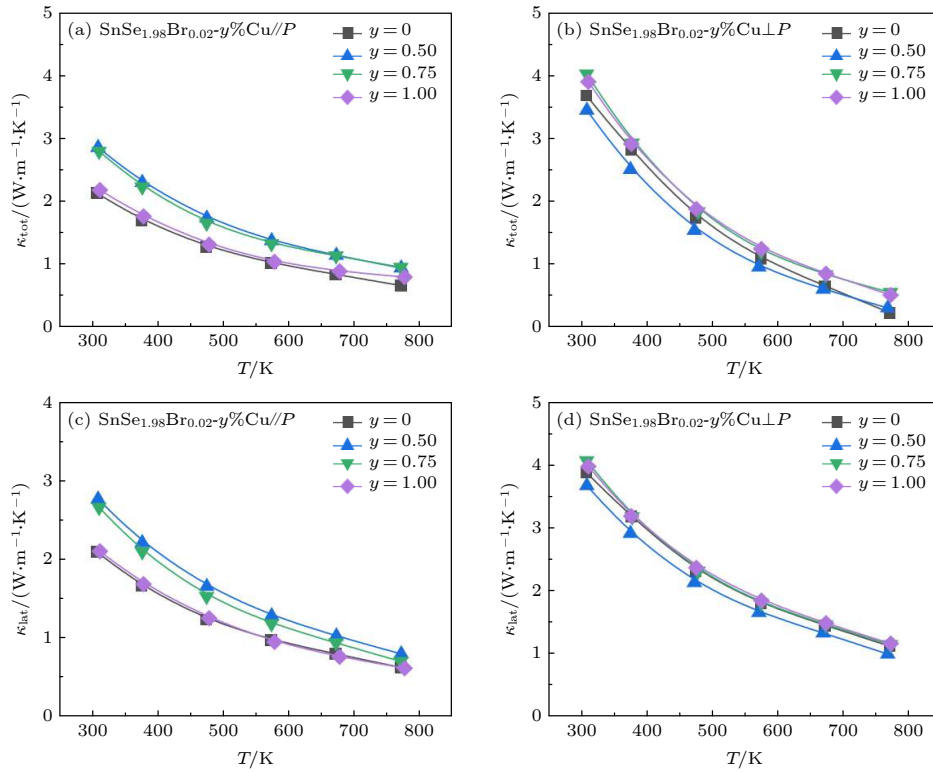 (a) SnSe1.98Br0.02-y%Cu//P
y = 0
y = 0.50
y = 0.75
y = 1.00
5
4
3
2
1
0
κtot/(W·m−1·K−1)
300 400 500 600 700 800
T/K
(b) SnSe1.98Br0.02-y%Cu⊥P
y = 0
y = 0.50
y = 0.75
y = 1.00
5
4
3
2
1
0
κtot/(W·m−1·K−1)
300 400 500 600 700 800
T/K
(c) SnSe1.98Br0.02-y%Cu//P
y = 0
y = 0.50
y = 0.75
y = 1.00
4
3
2
1
0
κlat/(W·m−1·K−1)
300 400 500 600 700 800
T/K
(d) SnSe1.98Br0.02-y%Cu⊥P
y = 0
y = 0.50
y = 0.75
y = 1.00
5
4
3
2
1
0
κlat/(W·m−1·K−1)
300 400 500 600 700 800
T/K